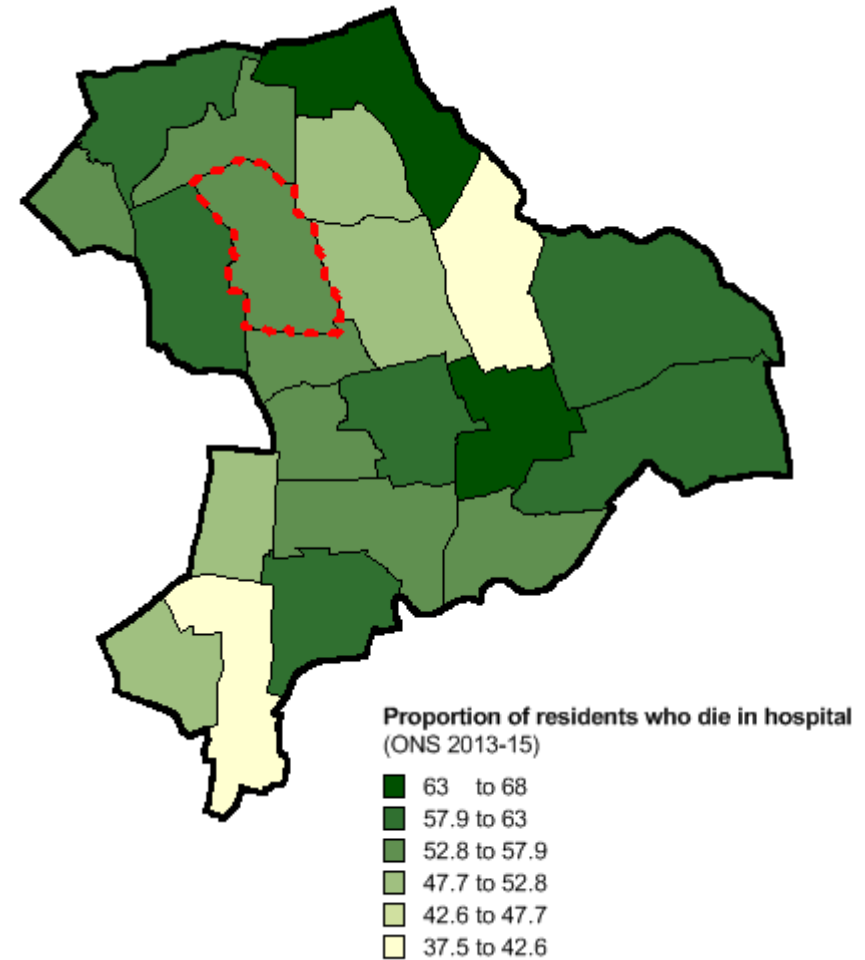 Proportion of residents who die in hospital
(ONS 2013-15)
63 to 68
57.9 to 63
52.8 to 57.9
47.7 to 52.8
42.6 to 47.7
37.5 to 42.6